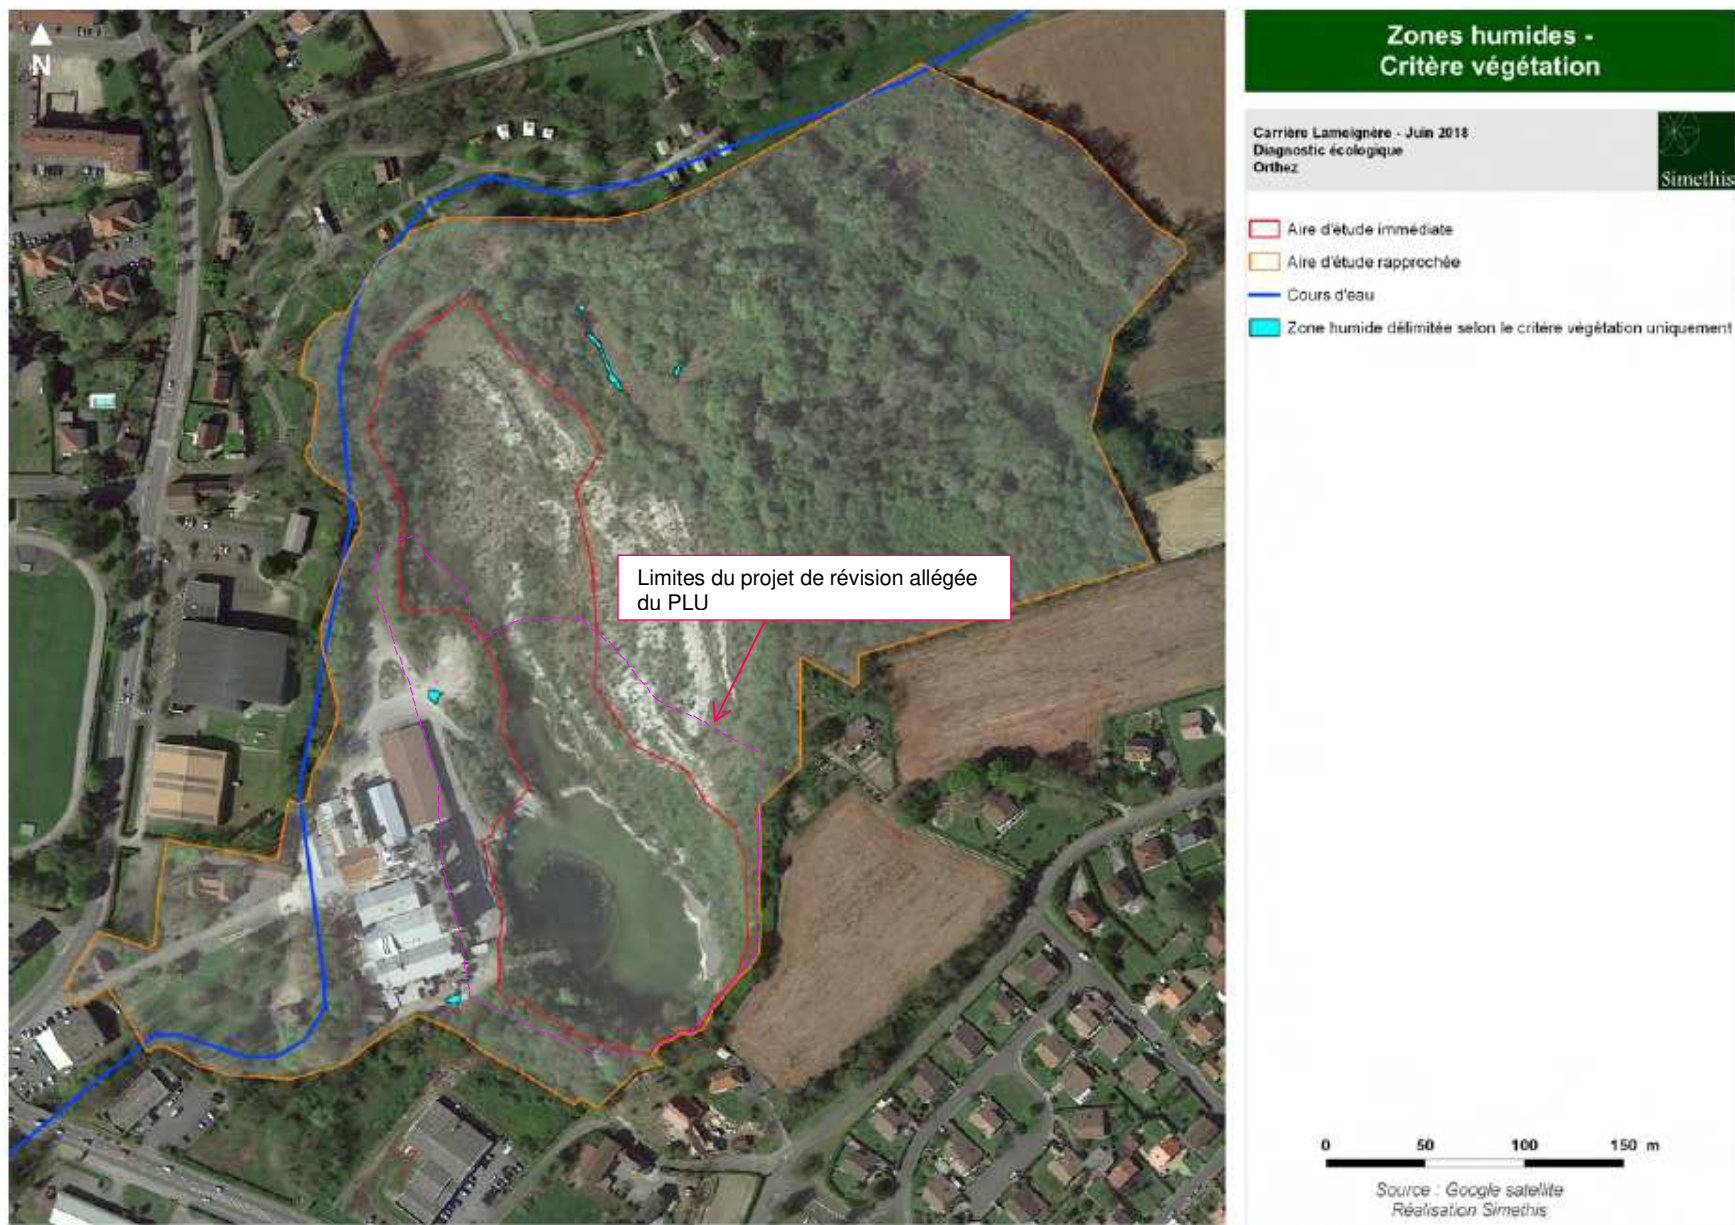 N
Zones humides -
Critère végétation
Carrière Lameignère - Juin 2018
Diagnostic écologique
Orthez
Simethis
Aire d'étude immédiate
Aire d'étude rapprochée
Cours d'eau
Zone humide délimitée selon le critère végétation uniquement
Limites du projet de révision allégée
du PLU
0 50 100 150 m
Source : Google satellite
Réalisation Simethis